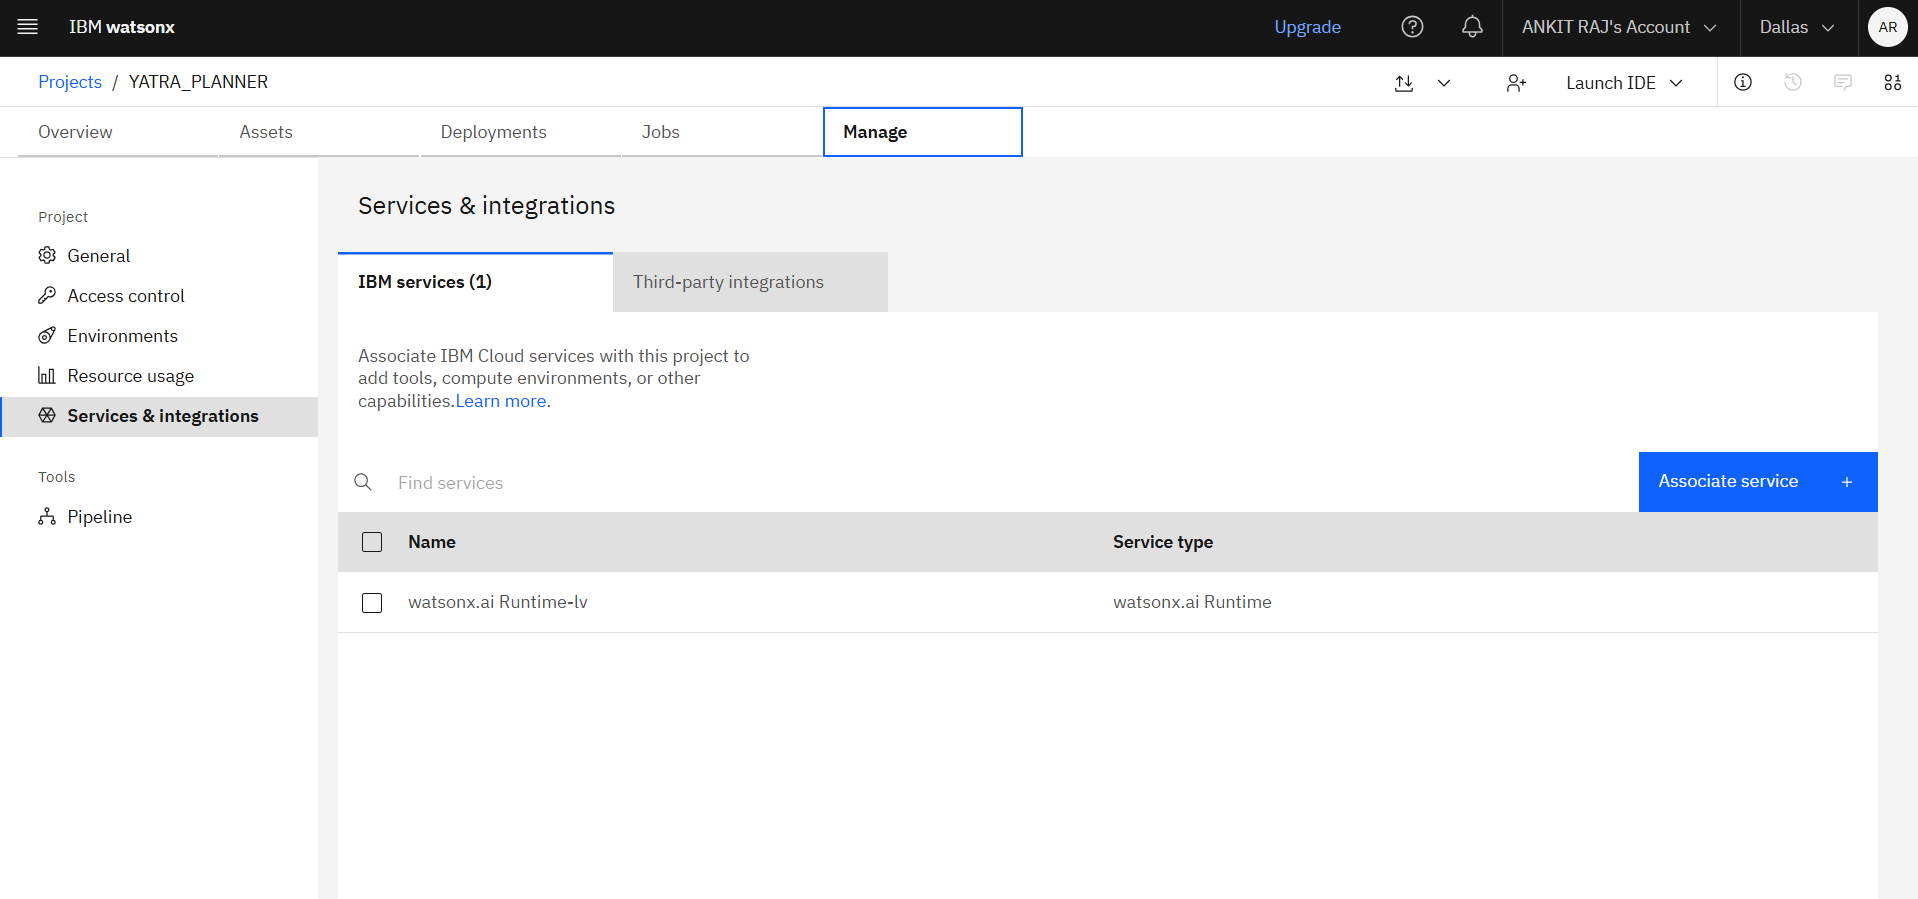 IBM watsonx
Upgrade
ANKIT RAJ's Account
Dallas
AR
Projects / YATRA_PLANNER
Launch IDE
Overview
Assets
Deployments
Jobs
Manage
Project
General
Access control
Environments
Resource usage
Services & integrations
Tools
Pipeline
Services & integrations
IBM services (1)
Third-party integrations
Associate IBM Cloud services with this project to
add tools, compute environments, or other
capabilities.Learn more.
Find services
Associate service +
Name
Service type
watsonx.ai Runtime-lv
watsonx.ai Runtime